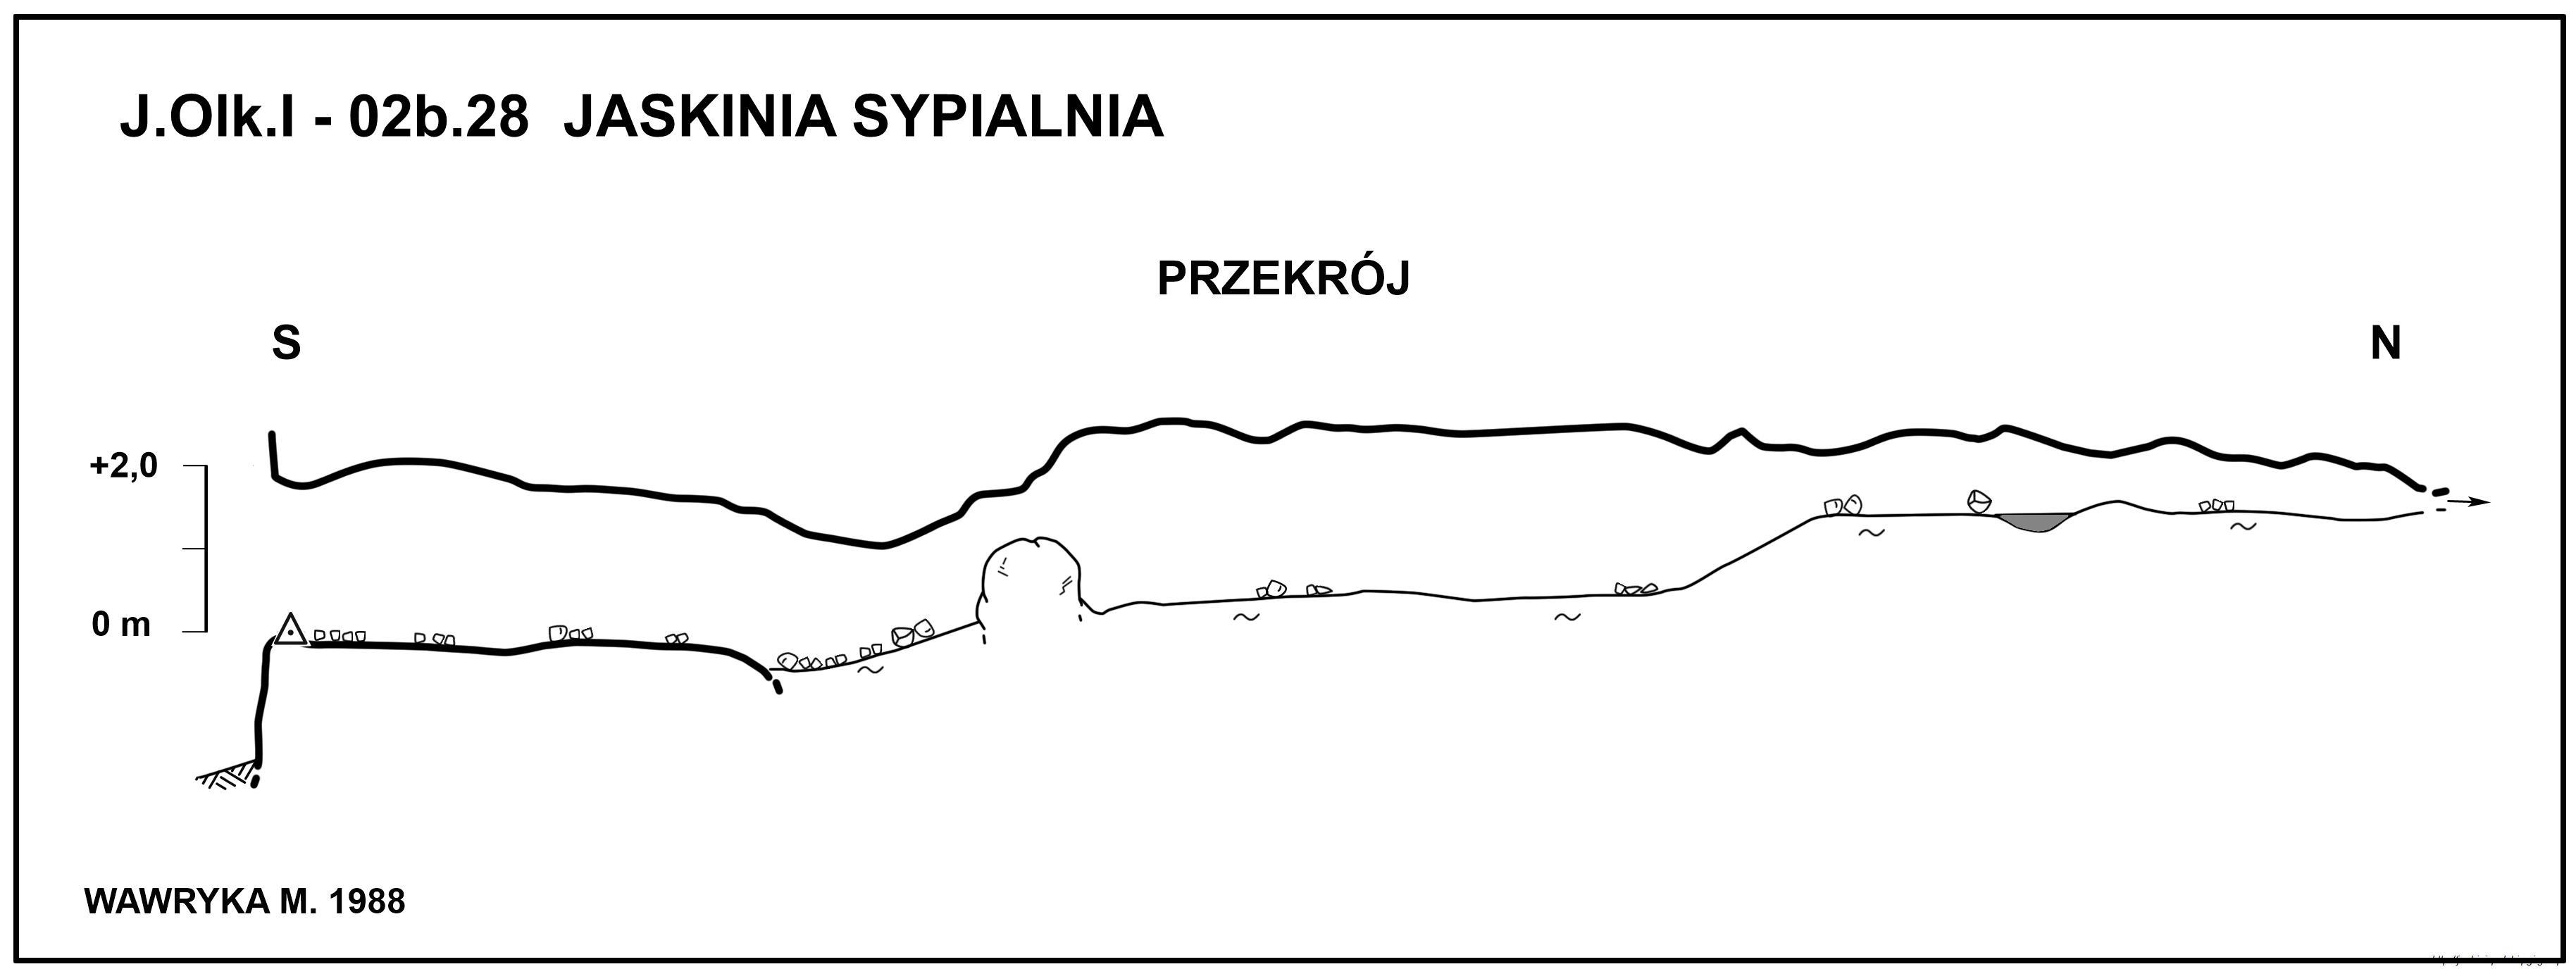 J.Olk.I - 02b.28 JASKINIA SYPIALNIA
PRZEKRÓJ
S
N
+2,0
0 m
WAWRYKA M. 1988